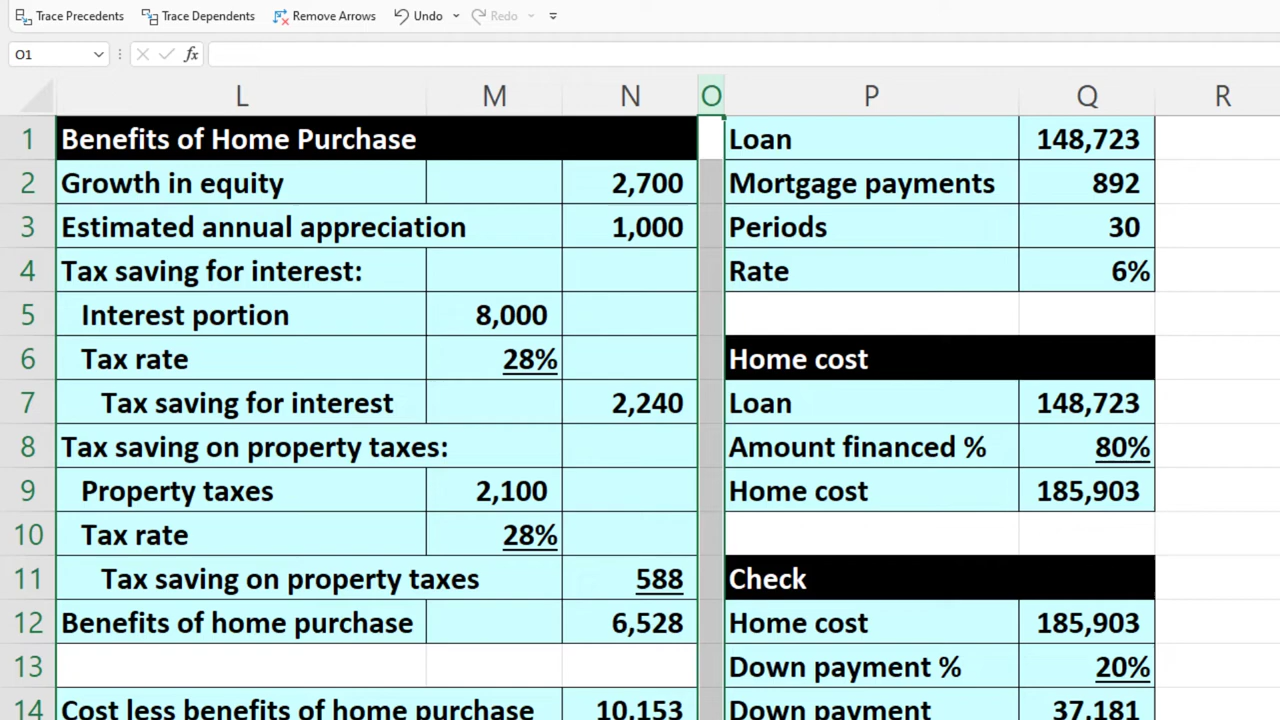 Trace Precedents Trace Dependents Remove Arrows Undo Redo
O1 fx
L M N O P Q R
1 Benefits of Home Purchase Loan 148,723
2 Growth in equity 2,700 Mortgage payments 892
3 Estimated annual appreciation 1,000 Periods 30
4 Tax saving for interest: Rate 6%
5 Interest portion 8,000
6 Tax rate 28% Home cost
7 Tax saving for interest 2,240 Loan 148,723
8 Tax saving on property taxes: Amount financed % 80%
9 Property taxes 2,100 Home cost 185,903
10 Tax rate 28%
11 Tax saving on property taxes 588 Check
12 Benefits of home purchase 6,528 Home cost 185,903
13 Down payment % 20%
14 Cost less benefits of home purchase 10,153 Down payment 37,181